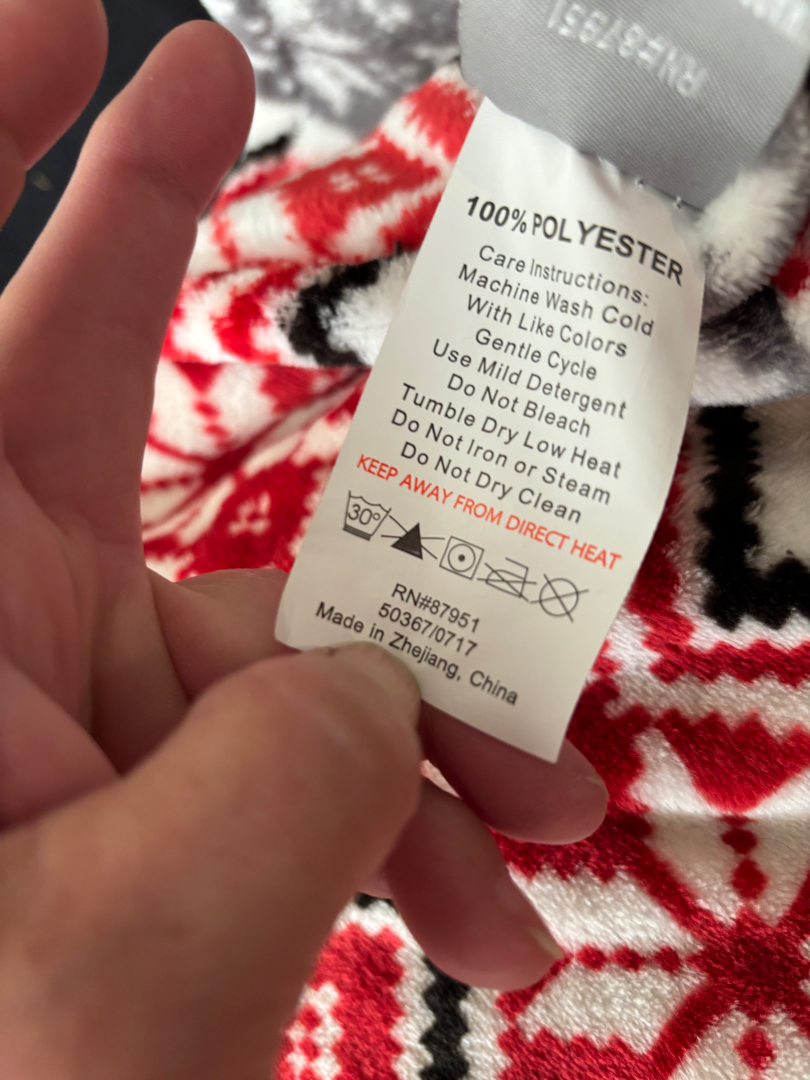 RN#87951
100% POLYESTER
Care Instructions:
Machine Wash Cold
With Like Colors
Gentle Cycle
Use Mild Detergent
Do Not Bleach
Tumble Dry Low Heat
Do Not Iron or Steam
Do Not Dry Clean
KEEP AWAY FROM DIRECT HEAT
30°
RN#87951
50367/0717
Made in Zhejiang, China